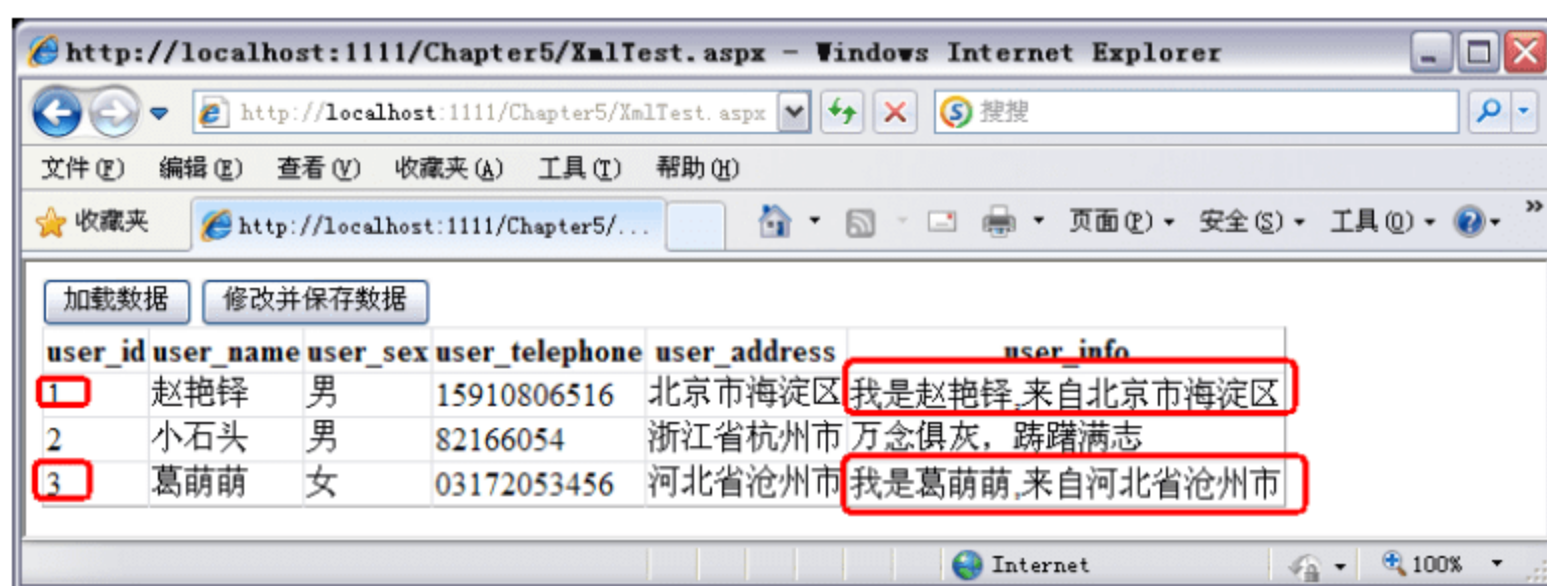 http://localhost:1111/Chapter5/XmlTest.aspx - Windows Internet Explorer
http://localhost:1111/Chapter5/XmlTest.aspx 搜搜
文件(F) 编辑(E) 查看(V) 收藏夹(A) 工具(T) 帮助(H)
收藏夹 http://localhost:1111/Chapter5/... 页面(P) 安全(S) 工具(O) »
加载数据 修改并保存数据
user_id user_name user_sex user_telephone user_address user_info
1 赵艳铎 男 15910806516 北京市海淀区 我是赵艳铎,来自北京市海淀区
2 小石头 男 82166054 浙江省杭州市 万念俱灰，踌躇满志
3 葛萌萌 女 03172053456 河北省沧州市 我是葛萌萌,来自河北省沧州市
Internet 100%